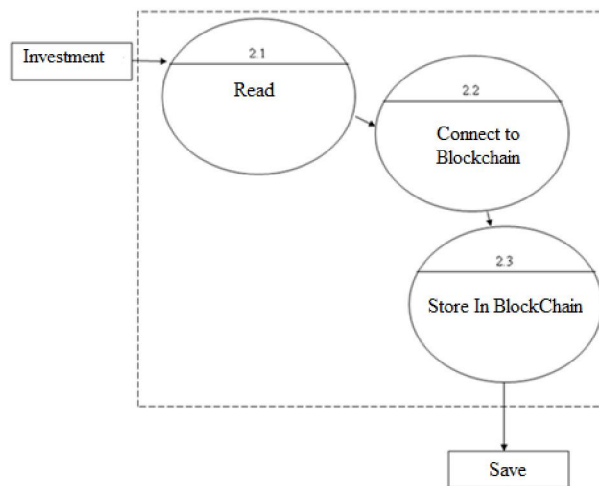 Investment
2.1
Read
2.2
Connect to
Blockchain
2.3
Store In BlockChain
Save